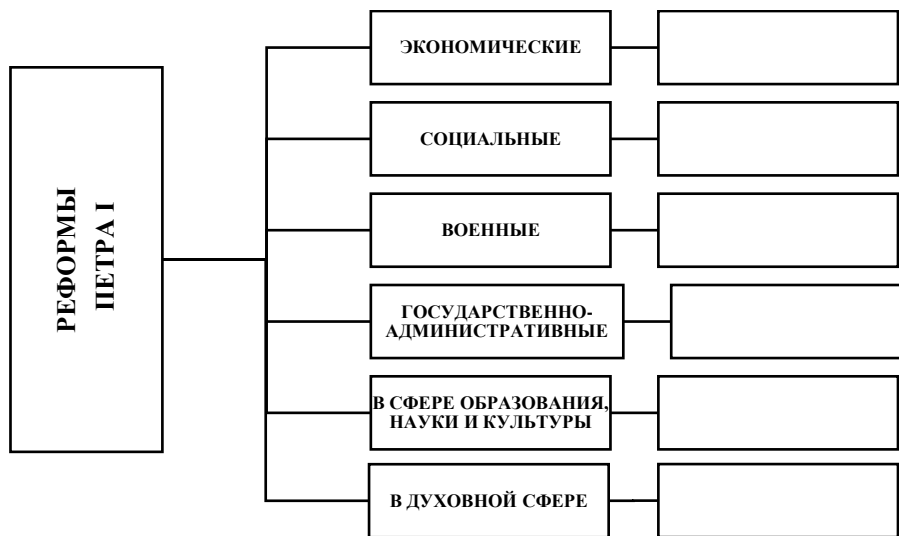 РЕФОРМЫ
ПЕТРА I
ЭКОНОМИЧЕСКИЕ
СОЦИАЛЬНЫЕ
ВОЕННЫЕ
ГОСУДАРСТВЕННО-
АДМИНИСТРАТИВНЫЕ
В СФЕРЕ ОБРАЗОВАНИЯ,
НАУКИ И КУЛЬТУРЫ
В ДУХОВНОЙ СФЕРЕ